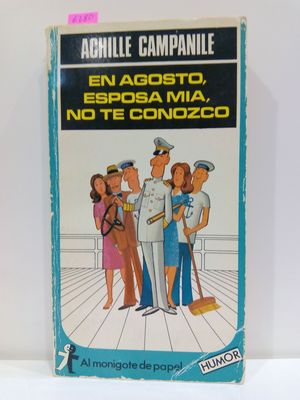 ACHILLE CAMPANILE
EN AGOSTO,
ESPOSA MIA,
NO TE CONOZCO
Al monigote de papel
HUMOR